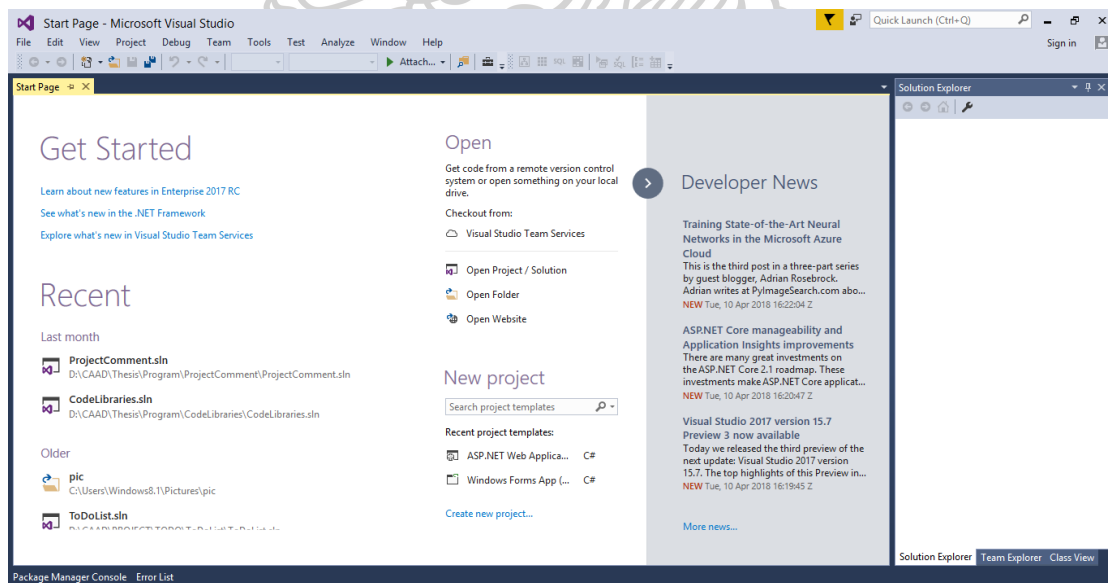 Start Page - Microsoft Visual Studio
Quick Launch (Ctrl+Q)
File Edit View Project Debug Team Tools Test Analyze Window Help
Sign in
Attach...
Start Page
Solution Explorer
Get Started
Learn about new features in Enterprise 2017 RC
See what's new in the .NET Framework
Explore what's new in Visual Studio Team Services
Recent
Last month
ProjectComment.sln
D:\CAAD\Thesis\Program\ProjectComment\ProjectComment.sln
CodeLibraries.sln
D:\CAAD\Thesis\Program\CodeLibraries\CodeLibraries.sln
Older
pic
C:\Users\Windows8.1\Pictures\pic
ToDoList.sln
Open
Get code from a remote version control
system or open something on your local
drive.
Checkout from:
Visual Studio Team Services
Open Project / Solution
Open Folder
Open Website
New project
Search project templates
Recent project templates:
ASP.NET Web Applica... C#
Windows Forms App (... C#
Create new project...
Developer News
Training State-of-the-Art Neural
Networks in the Microsoft Azure
Cloud
This is the third post in a three-part series
by guest blogger, Adrian Rosebrock.
Adrian writes at PyImageSearch.com abo...
NEW Tue, 10 Apr 2018 16:22:04 Z
ASP.NET Core manageability and
Application Insights improvements
There are many great investments on
the ASP.NET Core 2.1 roadmap. These
investments make ASP.NET Core applicat...
NEW Tue, 10 Apr 2018 16:20:47 Z
Visual Studio 2017 version 15.7
Preview 3 now available
Today we released the third preview of the
next update: Visual Studio 2017 version
15.7. The top highlights of this Preview in...
NEW Tue, 10 Apr 2018 16:19:45 Z
More news...
Solution Explorer Team Explorer Class View
Package Manager Console Error List